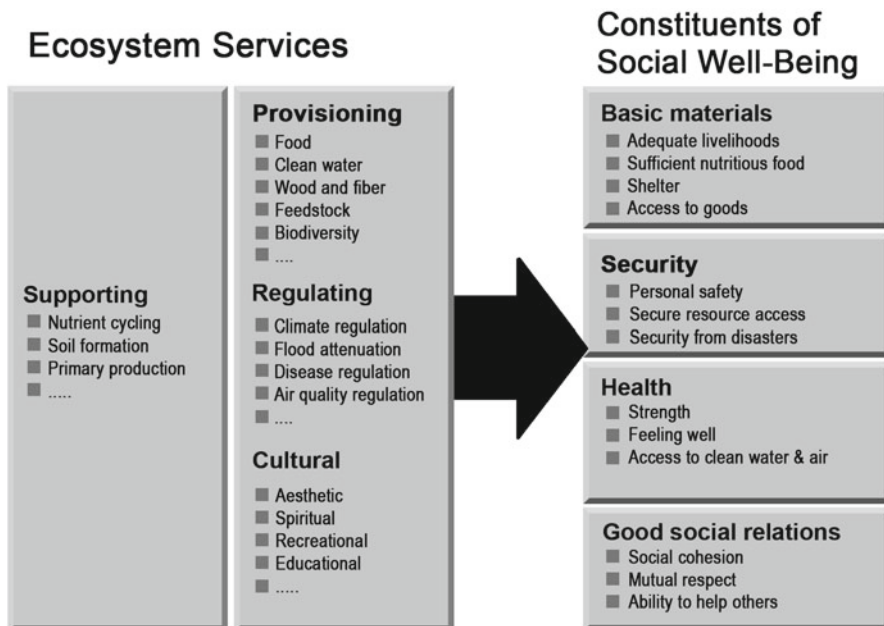 Ecosystem Services
Supporting
Nutrient cycling
Soil formation
Primary production
.....
Provisioning
Food
Clean water
Wood and fiber
Feedstock
Biodiversity
....
Regulating
Climate regulation
Flood attenuation
Disease regulation
Air quality regulation
....
Cultural
Aesthetic
Spiritual
Recreational
Educational
.....
Constituents of
Social Well-Being
Basic materials
Adequate livelihoods
Sufficient nutritious food
Shelter
Access to goods
Security
Personal safety
Secure resource access
Security from disasters
Health
Strength
Feeling well
Access to clean water & air
Good social relations
Social cohesion
Mutual respect
Ability to help others